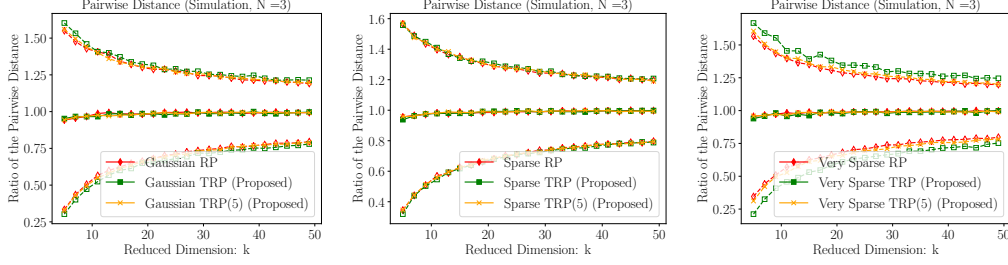 Pairwise Distance (Simulation, N =3)
Ratio of the Pairwise Distance
1.50
1.25
1.00
0.75
0.50
0.25
Gaussian RP
Gaussian TRP (Proposed)
Gaussian TRP(5) (Proposed)
10
20
30
40
50
Reduced Dimension: k
Pairwise Distance (Simulation, N =3)
Ratio of the Pairwise Distance
1.6
1.4
1.2
1.0
0.8
0.6
0.4
Sparse RP
Sparse TRP (Proposed)
Sparse TRP(5) (Proposed)
10
20
30
40
50
Reduced Dimension: k
Pairwise Distance (Simulation, N =3)
Ratio of the Pairwise Distance
1.50
1.25
1.00
0.75
0.50
0.25
Very Sparse RP
Very Sparse TRP (Proposed)
Very Sparse TRP(5) (Proposed)
10
20
30
40
50
Reduced Dimension: k